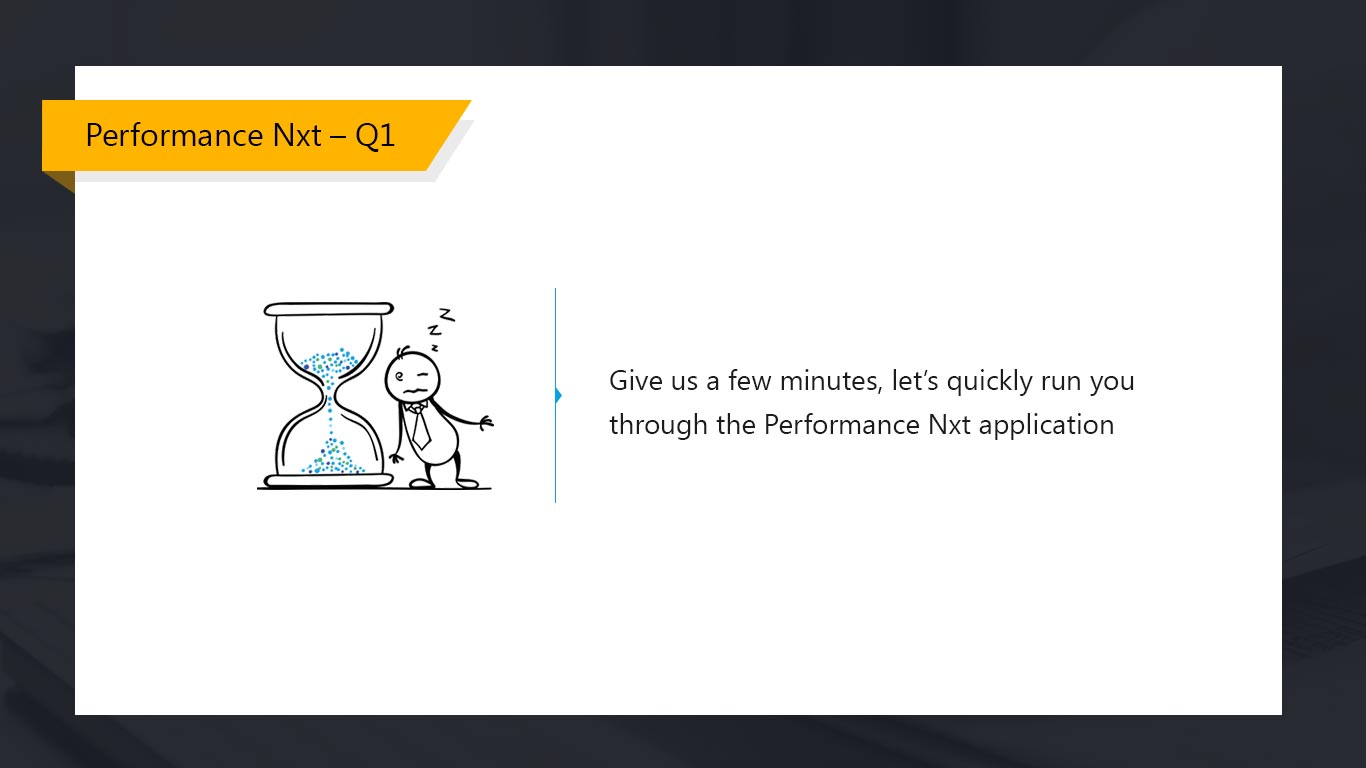 Performance Nxt – Q1
z
z
z
Give us a few minutes, let’s quickly run you
through the Performance Nxt application